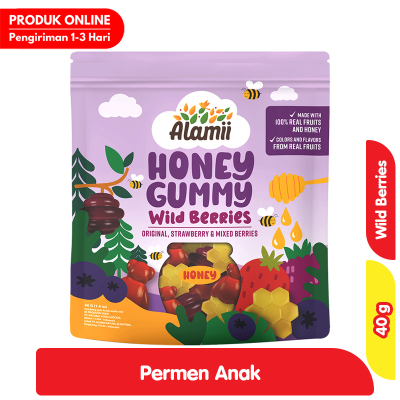 PRODUK ONLINE
Pengiriman 1-3 Hari
Alamii
HONEY
GUMMY
Wild Berries
ORIGINAL, STRAWBERRY & MIXED BERRIES
✓ MADE WITH
100% REAL FRUITS
AND HONEY
✓ COLORS AND FLAVORS
FROM REAL FRUITS
HONEY
Wild Berries
40 g
Permen Anak